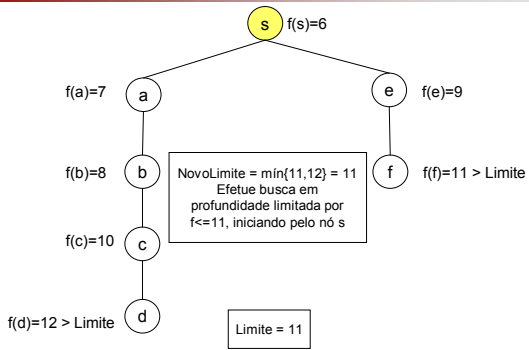 s f(s)=6
f(a)=7 a
e f(e)=9
f(b)=8 b
NovoLimite = mín{11,12} = 11
Efetue busca em
profundidade limitada por
f<=11, iniciando pelo nó s
f f(f)=11 > Limite
f(c)=10 c
f(d)=12 > Limite d
Limite = 11